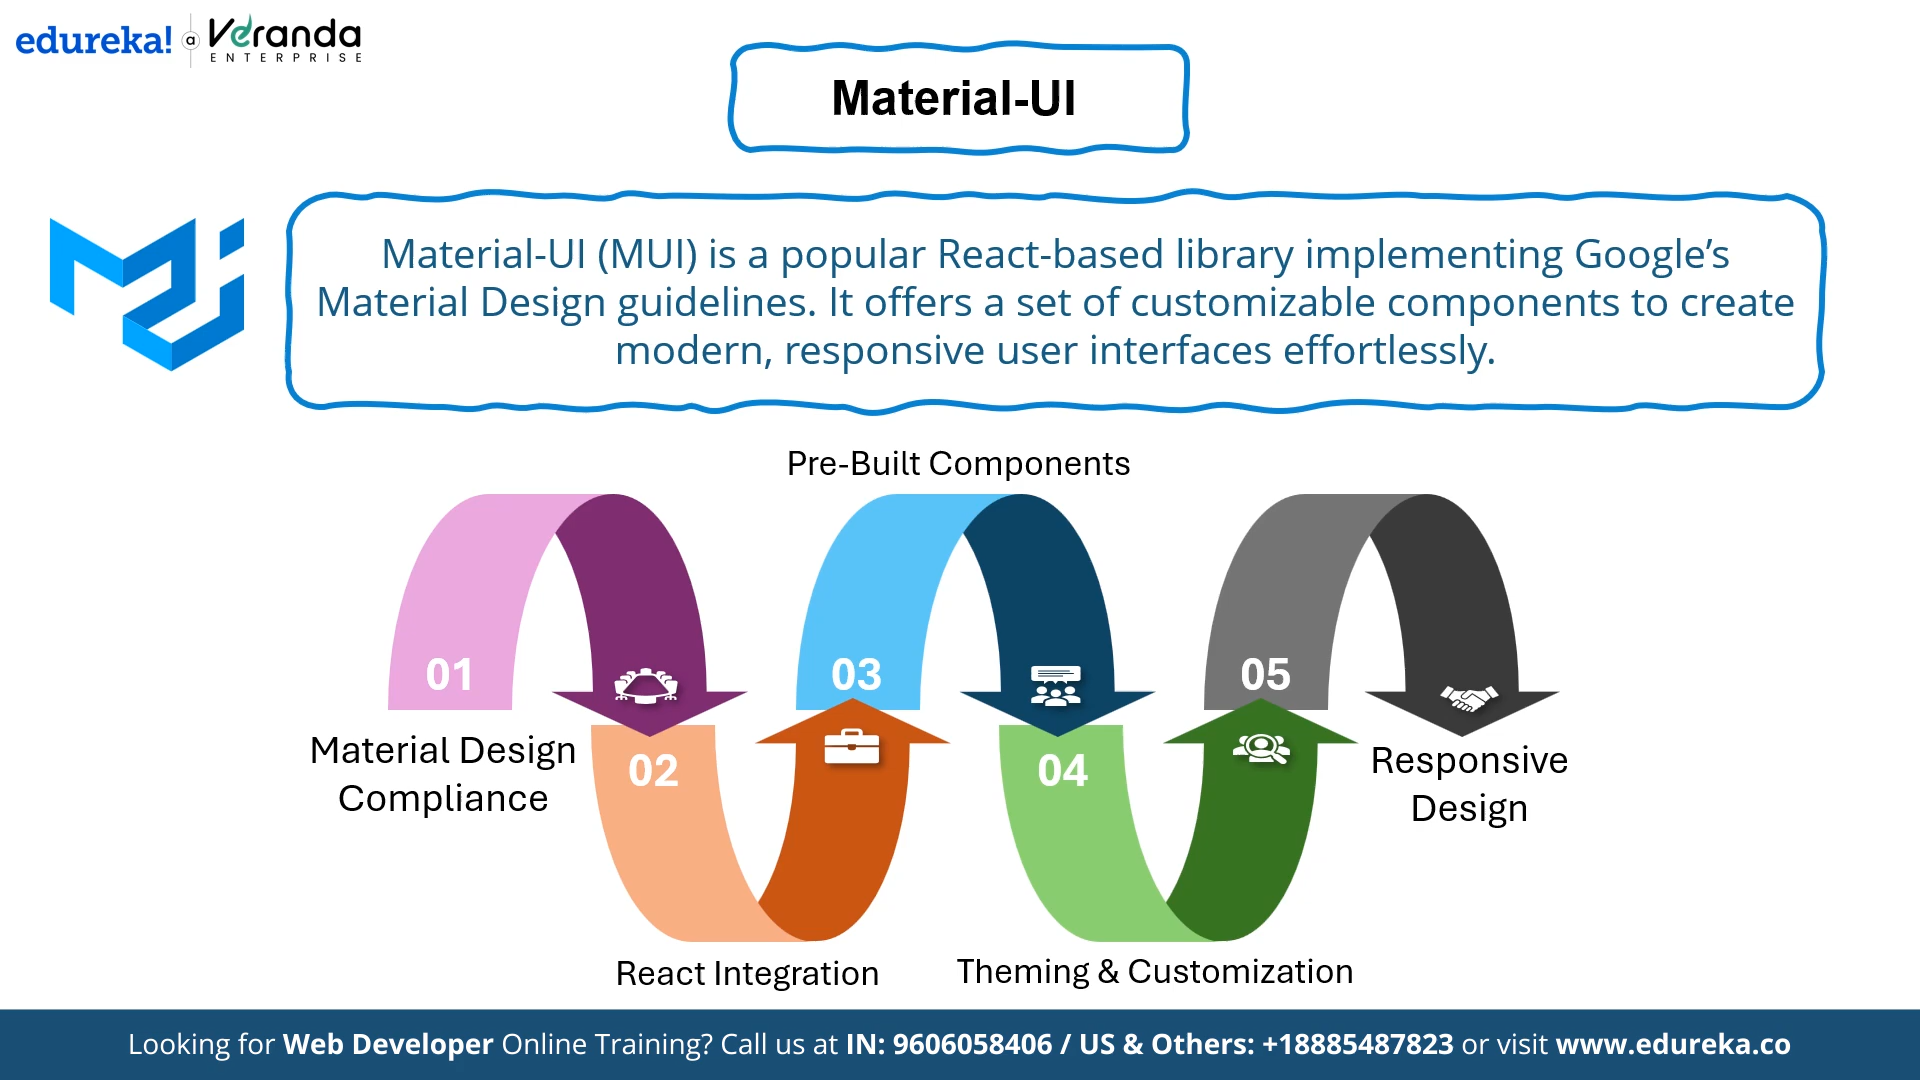 edureka! a Veranda
ENTERPRISE
Material-UI
Material-UI (MUI) is a popular React-based library implementing Google’s
Material Design guidelines. It offers a set of customizable components to create
modern, responsive user interfaces effortlessly.
Pre-Built Components
01
03
05
Material Design
Compliance
02
04
Responsive
Design
React Integration
Theming & Customization
Looking for Web Developer Online Training? Call us at IN: 9606058406 / US & Others: +18885487823 or visit www.edureka.co